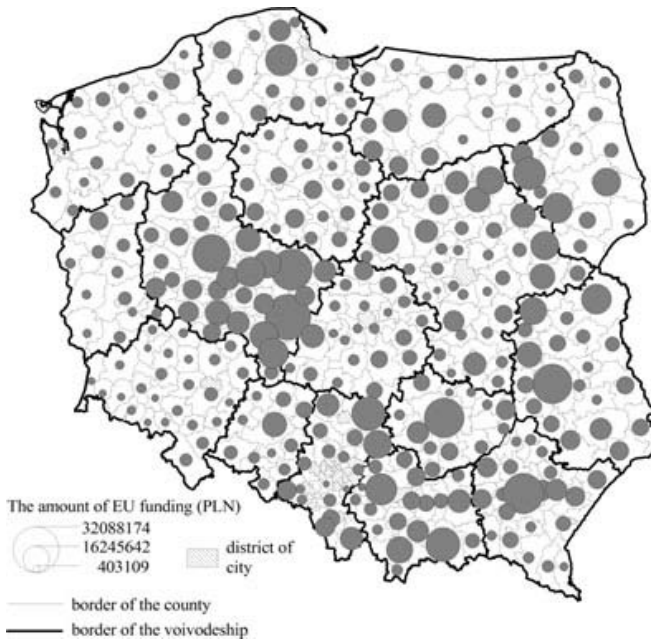 The amount of EU funding (PLN)
32088174
16245642
403109
district of
city
border of the county
border of the voivodeship